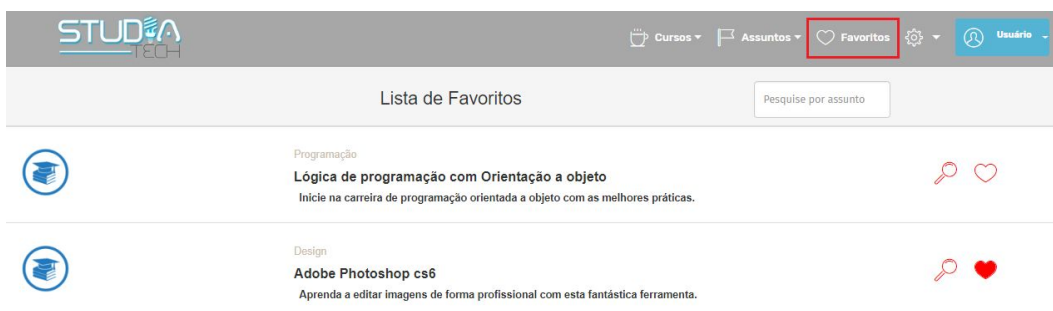 STUDIA
TECH
Cursos
Assuntos
Favoritos
Usuário
Lista de Favoritos
Pesquise por assunto
Programação
Lógica de programação com Orientação a objeto
Inicie na carreira de programação orientada a objeto com as melhores práticas.
Design
Adobe Photoshop cs6
Aprenda a editar imagens de forma profissional com esta fantástica ferramenta.